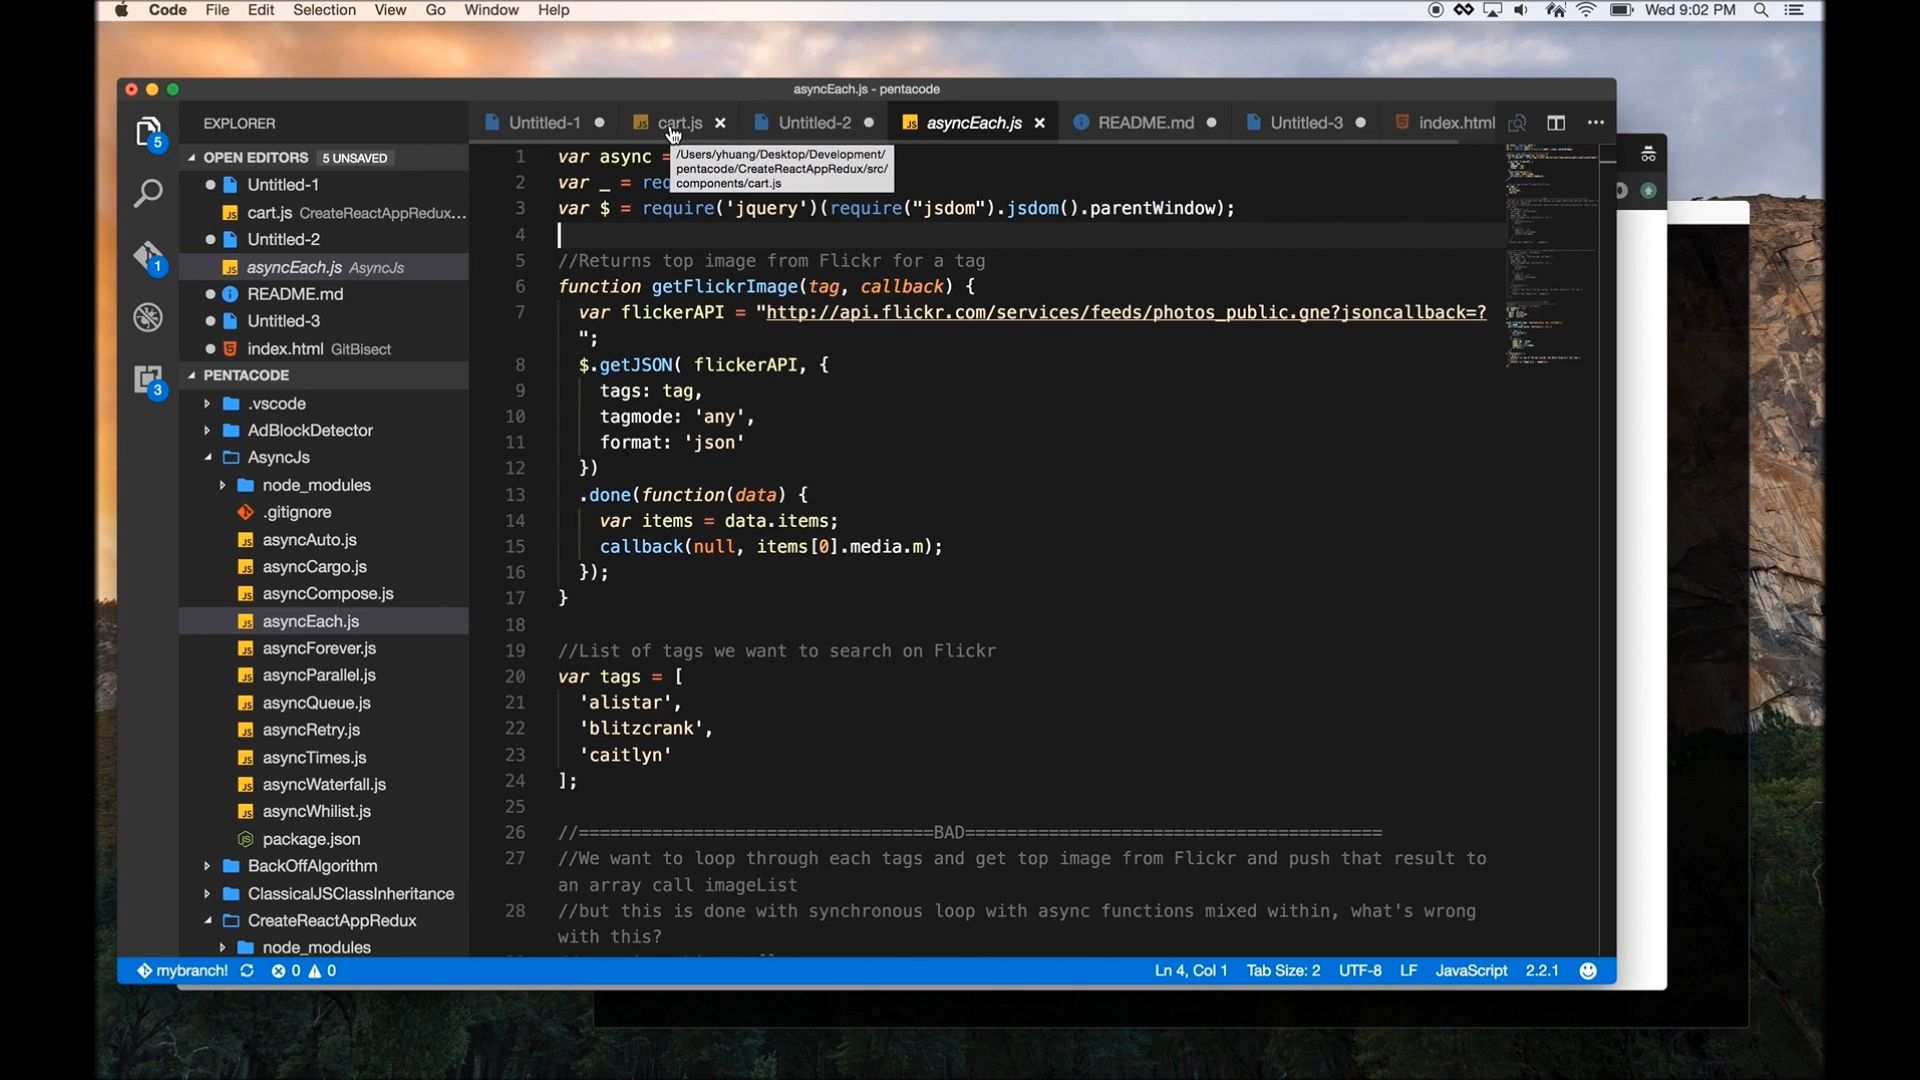 Code File Edit Selection View Go Window Help Wed 9:02 PM
asyncEach.js - pentacode
EXPLORER
OPEN EDITORS 5 UNSAVED
Untitled-1
cart.js CreateReactAppRedux...
Untitled-2
asyncEach.js AsyncJs
README.md
Untitled-3
index.html GitBisect
PENTACODE
.vscode
AdBlockDetector
AsyncJs
node_modules
.gitignore
asyncAuto.js
asyncCargo.js
asyncCompose.js
asyncEach.js
asyncForever.js
asyncParallel.js
asyncQueue.js
asyncRetry.js
asyncTimes.js
asyncWaterfall.js
asyncWhilist.js
package.json
BackOffAlgorithm
ClassicalJSClassInheritance
CreateReactAppRedux
node_modules
5
1
3
Untitled-1 cart.js Untitled-2 asyncEach.js README.md Untitled-3 index.html
/Users/yhuang/Desktop/Development/
pentacode/CreateReactAppRedux/src/
components/cart.js
1 var async =
2 var _ = req
3 var $ = require('jquery')(require("jsdom").jsdom().parentWindow);
4
5 //Returns top image from Flickr for a tag
6 function getFlickrImage(tag, callback) {
7 var flickerAPI = "http://api.flickr.com/services/feeds/photos_public.gne?jsoncallback=?
";
8 $.getJSON( flickerAPI, {
9 tags: tag,
10 tagmode: 'any',
11 format: 'json'
12 })
13 .done(function(data) {
14 var items = data.items;
15 callback(null, items[0].media.m);
16 });
17 }
18
19 //List of tags we want to search on Flickr
20 var tags = [
21 'alistar',
22 'blitzcrank',
23 'caitlyn'
24 ];
25
26 //==================================BAD========================================
27 //We want to loop through each tags and get top image from Flickr and push that result to
an array call imageList
28 //but this is done with synchronous loop with async functions mixed within, what's wrong
with this?
mybranch! 0 0 Ln 4, Col 1 Tab Size: 2 UTF-8 LF JavaScript 2.2.1